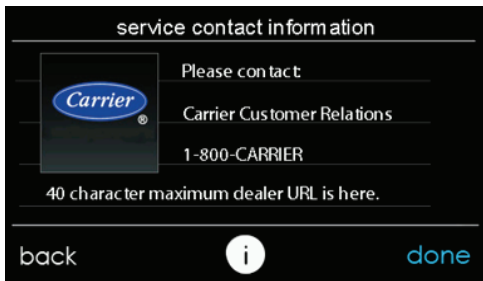 service contact information
Please contact:
Carrier
®
Carrier Customer Relations
1-800-CARRIER
40 character maximum dealer URL is here.
back
i
done